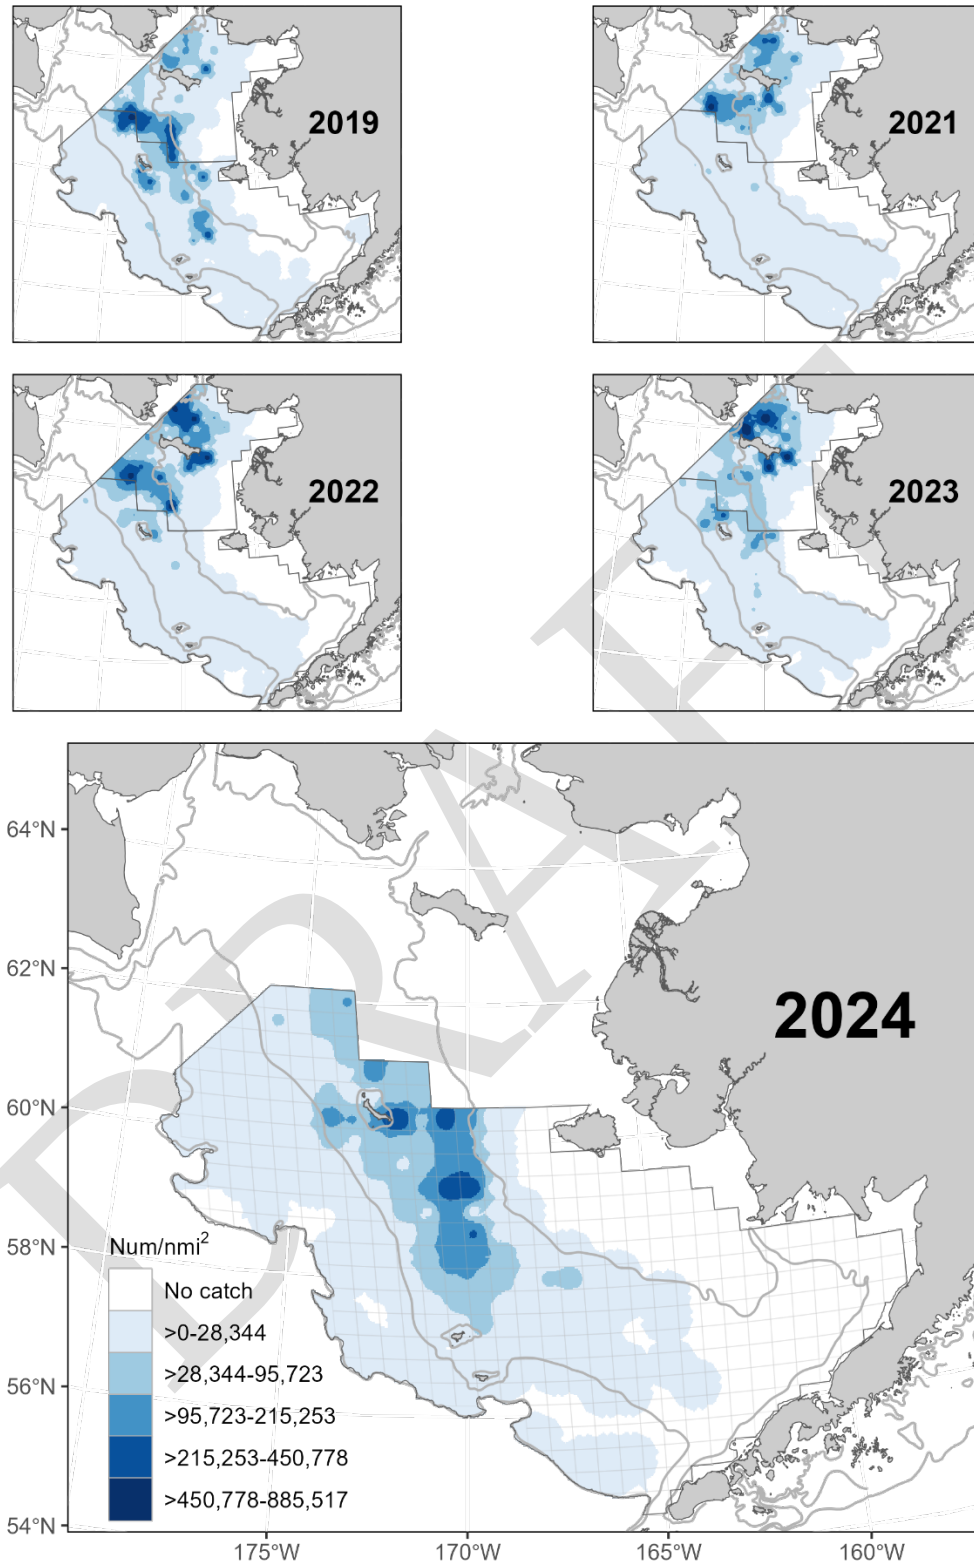 2019
2021
2022
2023
DRAFT
2024
64°N
62°N
60°N
58°N
56°N
54°N
Num/nmi²
No catch
>0-28,344
>28,344-95,723
>95,723-215,253
>215,253-450,778
>450,778-885,517
175°W
170°W
165°W
160°W